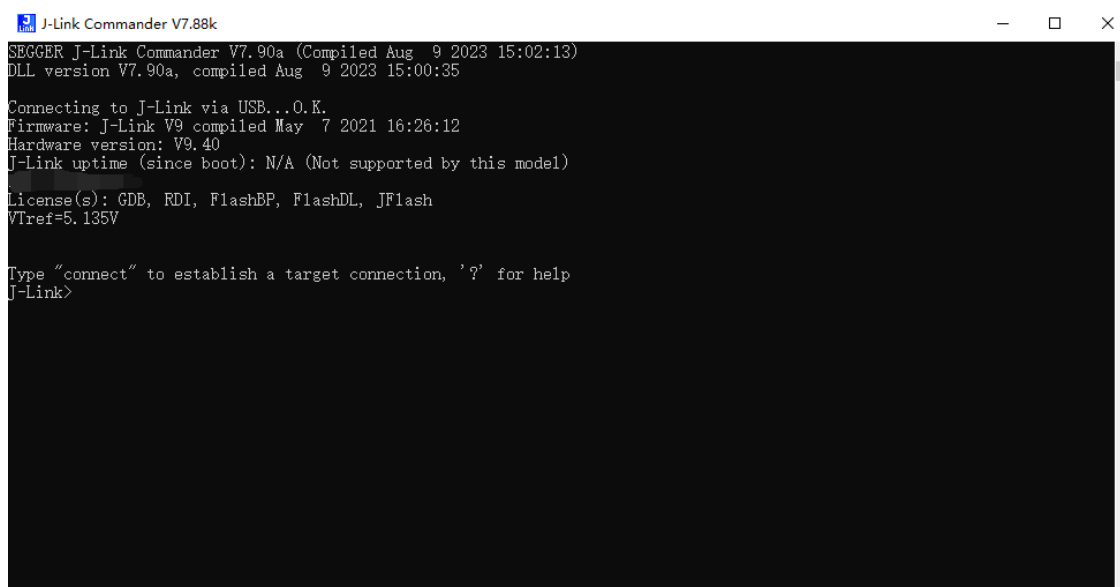 J-Link Commander V7.88k
SEGGER J-Link Commander V7.90a (Compiled Aug  9 2023 15:02:13)
DLL version V7.90a, compiled Aug  9 2023 15:00:35
Connecting to J-Link via USB...O.K.
Firmware: J-Link V9 compiled May  7 2021 16:26:12
Hardware version: V9.40
J-Link uptime (since boot): N/A (Not supported by this model)
License(s): GDB, RDI, FlashBP, FlashDL, JFlash
VTref=5.135V
Type "connect" to establish a target connection, '?' for help
J-Link>